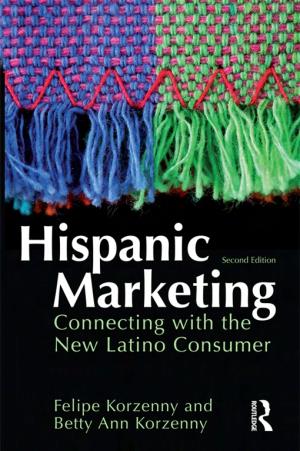 Hispanic
Second Edition
Marketing
Connecting with the
New Latino Consumer
Felipe Korzenny and
Betty Ann Korzenny
R
ROUTLEDGE